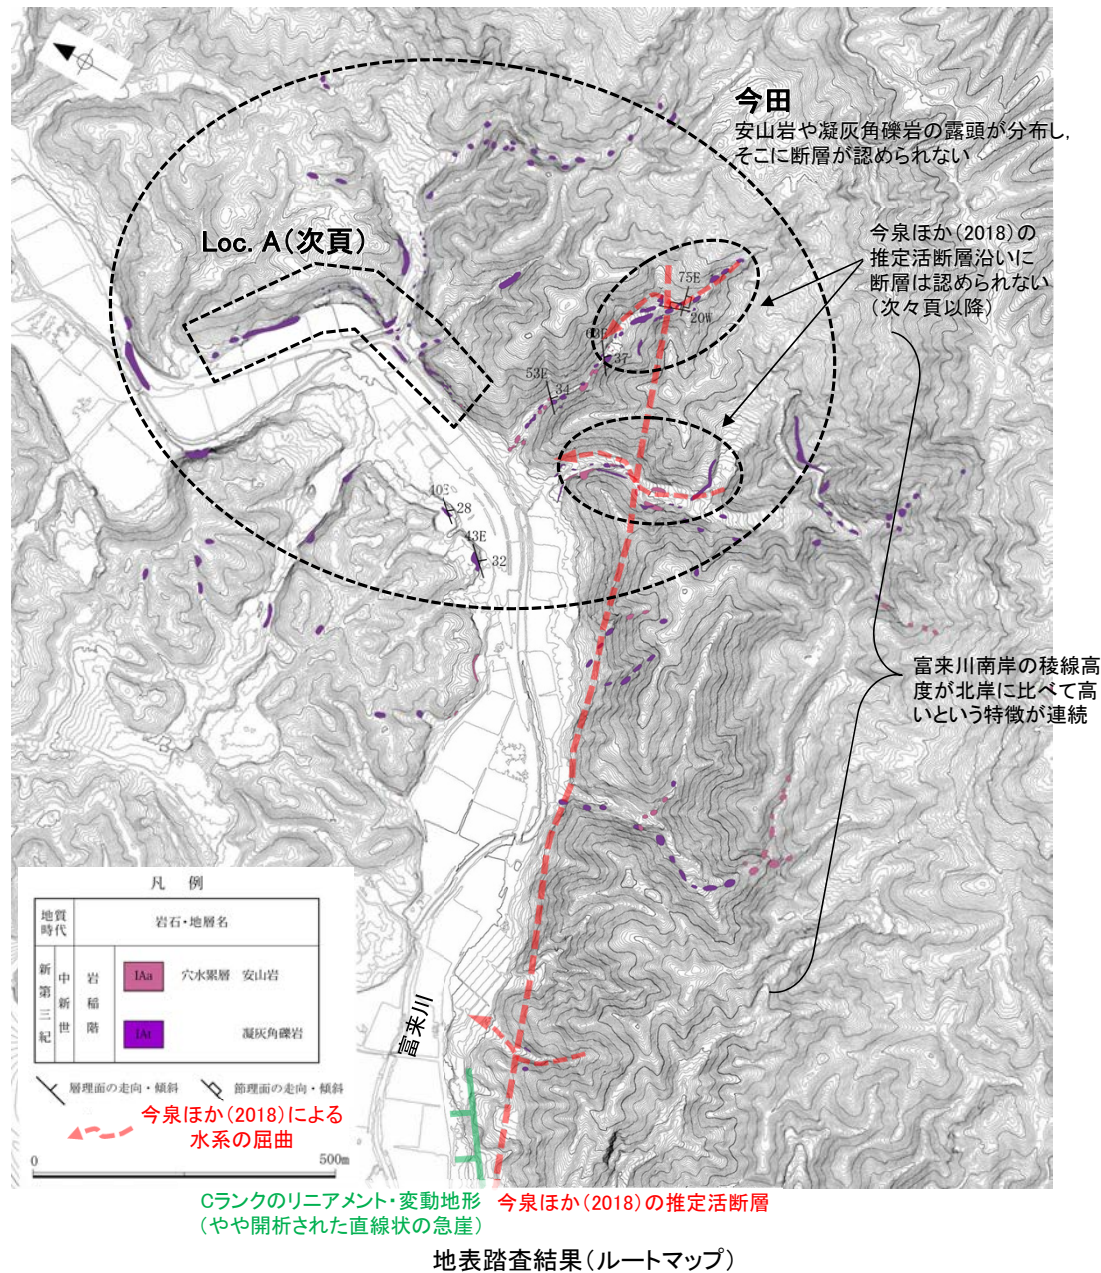 今田
安山岩や凝灰角礫岩の露頭が分布し,
そこに断層が認められない
Loc. A(次頁)
今泉ほか(2018)の
推定活断層沿いに
断層は認められない
(次々頁以降)
75E
20W
63E
37
53E
34
40E
28
43E
32
富来川南岸の稜線高
度が北岸に比べて高
いという特徴が連続
富来川
凡 例
地質
時代
岩石・地層名
新第三紀
中新世
岩稲階
IAa
穴水累層 安山岩
IAt
凝灰角礫岩
層理面の走向・傾斜
節理面の走向・傾斜
今泉ほか(2018)による
水系の屈曲
0
500m
Cランクのリニアメント・変動地形
(やや開析された直線状の急崖)
今泉ほか(2018)の推定活断層
地表踏査結果(ルートマップ)